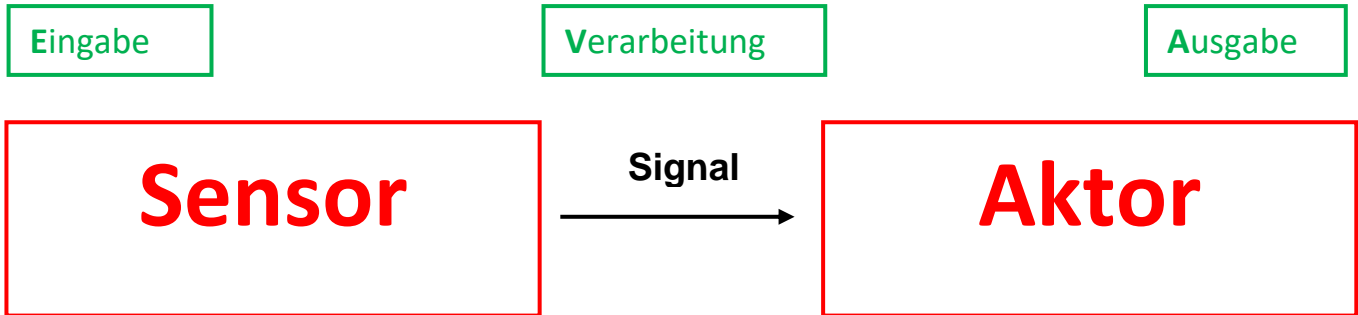 Eingabe
Verarbeitung
Ausgabe
Sensor
Signal
Aktor